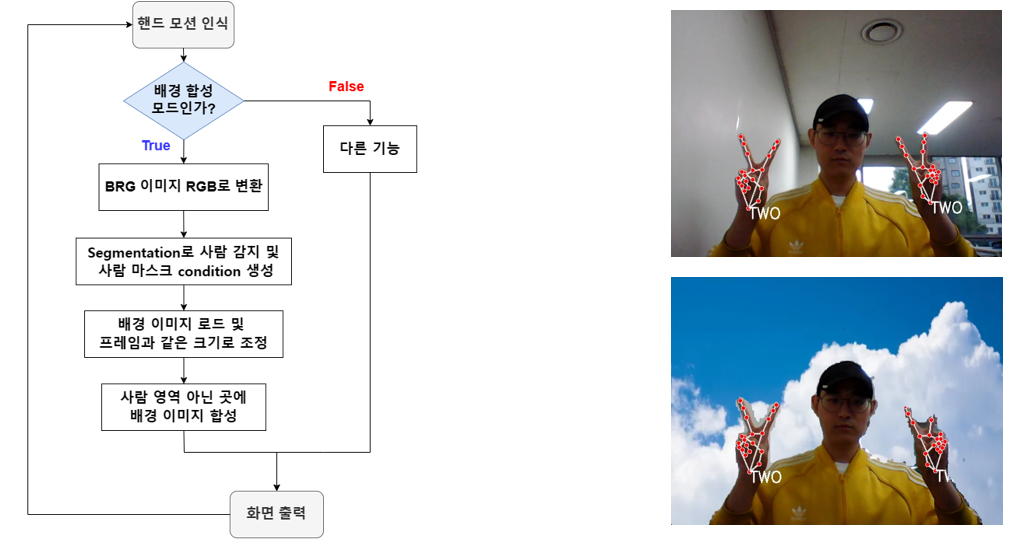 핸드 모션 인식
배경 합성
모드인가?
False
True
다른 기능
BRG 이미지 RGB로 변환
Segmentation로 사람 감지 및
사람 마스크 condition 생성
배경 이미지 로드 및
프레임과 같은 크기로 조정
사람 영역 아닌 곳에
배경 이미지 합성
화면 출력
TWO
TWO
TWO
TW